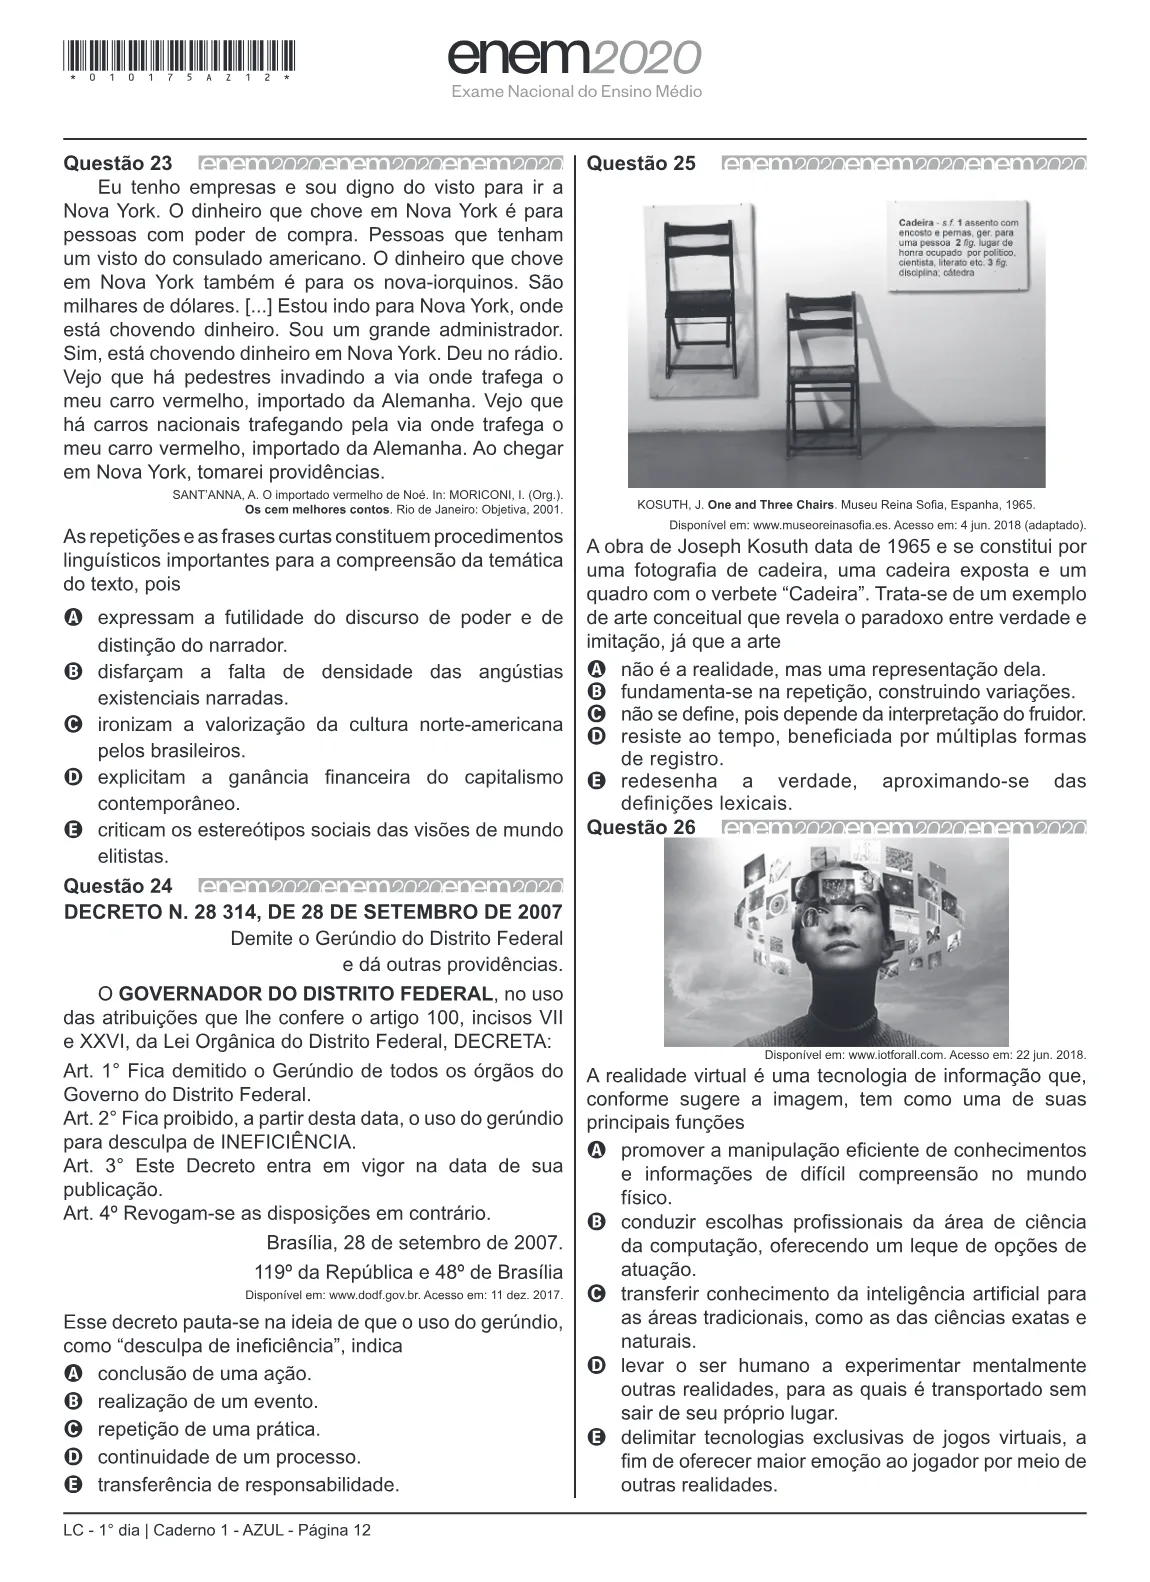 *010175AZ12*
enem2020
Exame Nacional do Ensino Médio
Questão 23 enem2020enem2020enem2020
Eu tenho empresas e sou digno do visto para ir a
Nova York. O dinheiro que chove em Nova York é para
pessoas com poder de compra. Pessoas que tenham
um visto do consulado americano. O dinheiro que chove
em Nova York também é para os nova-iorquinos. São
milhares de dólares. [...] Estou indo para Nova York, onde
está chovendo dinheiro. Sou um grande administrador.
Sim, está chovendo dinheiro em Nova York. Deu no rádio.
Vejo que há pedestres invadindo a via onde trafega o
meu carro vermelho, importado da Alemanha. Vejo que
há carros nacionais trafegando pela via onde trafega o
meu carro vermelho, importado da Alemanha. Ao chegar
em Nova York, tomarei providências.
SANT'ANNA, A. O importado vermelho de Noé. In: MORICONI, I. (Org.).
Os cem melhores contos. Rio de Janeiro: Objetiva, 2001.
As repetições e as frases curtas constituem procedimentos
linguísticos importantes para a compreensão da temática
do texto, pois
A expressam a futilidade do discurso de poder e de
distinção do narrador.
B disfarçam a falta de densidade das angústias
existenciais narradas.
C ironizam a valorização da cultura norte-americana
pelos brasileiros.
D explicitam a ganância financeira do capitalismo
contemporâneo.
E criticam os estereótipos sociais das visões de mundo
elitistas.
Questão 24 enem2020enem2020enem2020
DECRETO N. 28 314, DE 28 DE SETEMBRO DE 2007
Demite o Gerúndio do Distrito Federal
e dá outras providências.
O GOVERNADOR DO DISTRITO FEDERAL, no uso
das atribuições que lhe confere o artigo 100, incisos VII
e XXVI, da Lei Orgânica do Distrito Federal, DECRETA:
Art. 1° Fica demitido o Gerúndio de todos os órgãos do
Governo do Distrito Federal.
Art. 2° Fica proibido, a partir desta data, o uso do gerúndio
para desculpa de INEFICIÊNCIA.
Art. 3° Este Decreto entra em vigor na data de sua
publicação.
Art. 4º Revogam-se as disposições em contrário.
Brasília, 28 de setembro de 2007.
119º da República e 48º de Brasília
Disponível em: www.dodf.gov.br. Acesso em: 11 dez. 2017.
Esse decreto pauta-se na ideia de que o uso do gerúndio,
como “desculpa de ineficiência”, indica
A conclusão de uma ação.
B realização de um evento.
C repetição de uma prática.
D continuidade de um processo.
E transferência de responsabilidade.
Questão 25 enem2020enem2020enem2020
Cadeira - s.f. 1 assento com
encosto e pernas, ger. para
uma pessoa 2 fig. lugar de
honra ocupado por político,
cientista, literato etc. 3 fig.
disciplina; cátedra
KOSUTH, J. One and Three Chairs. Museu Reina Sofia, Espanha, 1965.
Disponível em: www.museoreinasofia.es. Acesso em: 4 jun. 2018 (adaptado).
A obra de Joseph Kosuth data de 1965 e se constitui por
uma fotografia de cadeira, uma cadeira exposta e um
quadro com o verbete “Cadeira”. Trata-se de um exemplo
de arte conceitual que revela o paradoxo entre verdade e
imitação, já que a arte
A não é a realidade, mas uma representação dela.
B fundamenta-se na repetição, construindo variações.
C não se define, pois depende da interpretação do fruidor.
D resiste ao tempo, beneficiada por múltiplas formas
de registro.
E redesenha a verdade, aproximando-se das
definições lexicais.
Questão 26 enem2020enem2020enem2020
Disponível em: www.iotforall.com. Acesso em: 22 jun. 2018.
A realidade virtual é uma tecnologia de informação que,
conforme sugere a imagem, tem como uma de suas
principais funções
A promover a manipulação eficiente de conhecimentos
e informações de difícil compreensão no mundo
físico.
B conduzir escolhas profissionais da área de ciência
da computação, oferecendo um leque de opções de
atuação.
C transferir conhecimento da inteligência artificial para
as áreas tradicionais, como as das ciências exatas e
naturais.
D levar o ser humano a experimentar mentalmente
outras realidades, para as quais é transportado sem
sair de seu próprio lugar.
E delimitar tecnologias exclusivas de jogos virtuais, a
fim de oferecer maior emoção ao jogador por meio de
outras realidades.
LC - 1° dia | Caderno 1 - AZUL - Página 12